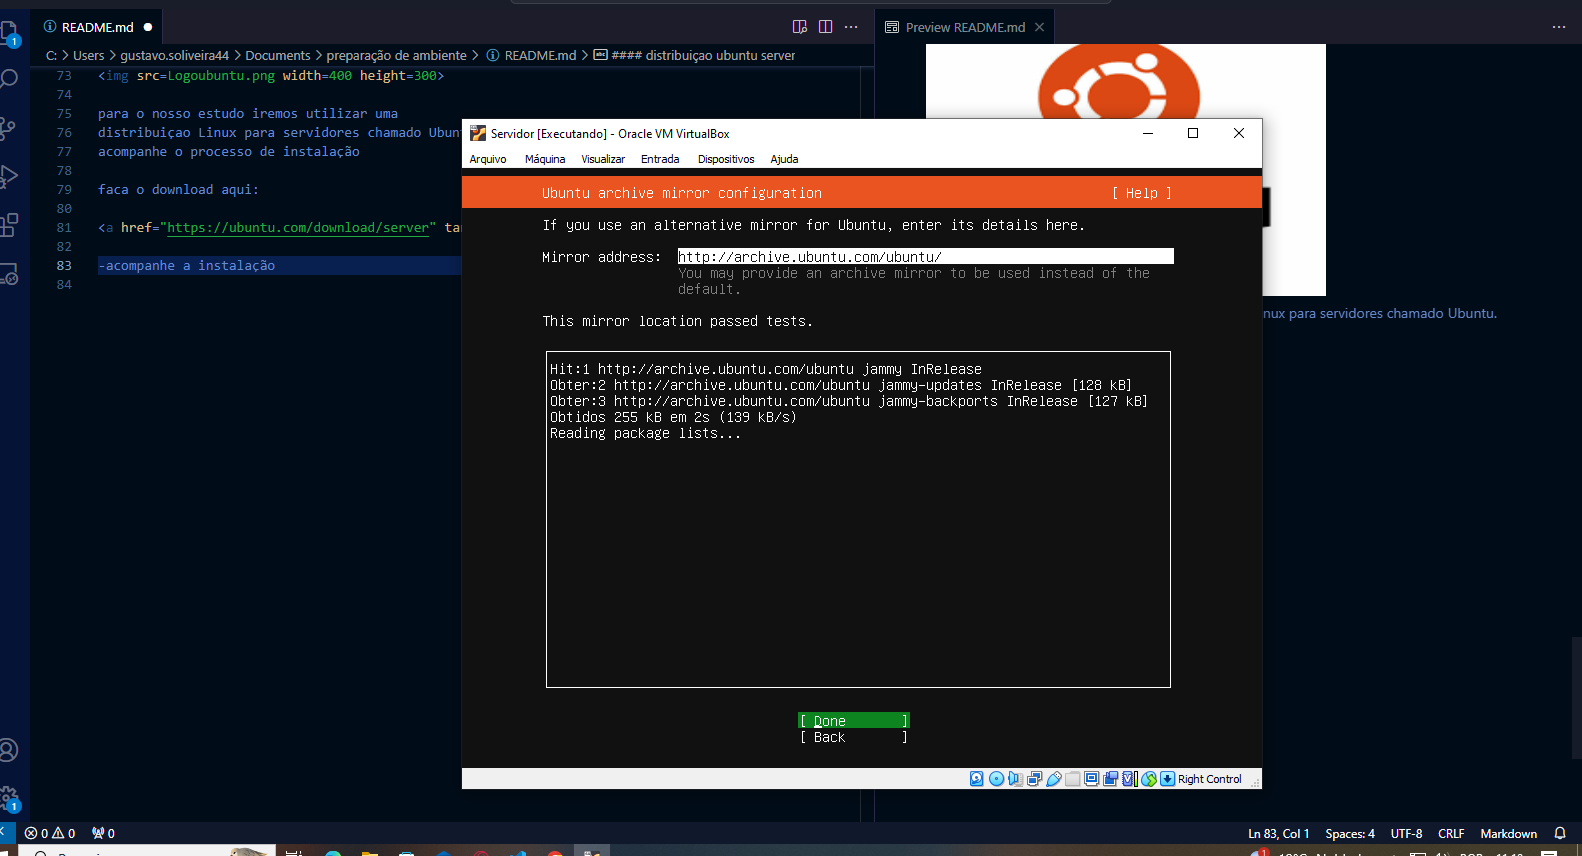 README.md
Preview README.md
C: > Users > gustavo.soliveira44 > Documents > preparação de ambiente > README.md > #### distribuiçao ubuntu server
73 <img src=Logoubuntu.png width=400 height=300>
74
75 para o nosso estudo iremos utilizar uma
76 distribuiçao Linux para servidores chamado Ubun
77 acompanhe o processo de instalação
78
79 faca o download aqui:
80
81 <a href="https://ubuntu.com/download/server" ta
82
83 -acompanhe a instalação
84
nux para servidores chamado Ubuntu.
Servidor [Executando] - Oracle VM VirtualBox
Arquivo Máquina Visualizar Entrada Dispositivos Ajuda
Ubuntu archive mirror configuration [ Help ]
If you use an alternative mirror for Ubuntu, enter its details here.
Mirror address: http://archive.ubuntu.com/ubuntu/
You may provide an archive mirror to be used instead of the
default.
This mirror location passed tests.
Hit:1 http://archive.ubuntu.com/ubuntu jammy InRelease
Obter:2 http://archive.ubuntu.com/ubuntu jammy-updates InRelease [128 kB]
Obter:3 http://archive.ubuntu.com/ubuntu jammy-backports InRelease [127 kB]
Obtidos 255 kB em 2s (139 kB/s)
Reading package lists...
[ Done ]
[ Back ]
Right Control
1
1
0 0 0
Ln 83, Col 1 Spaces: 4 UTF-8 CRLF Markdown